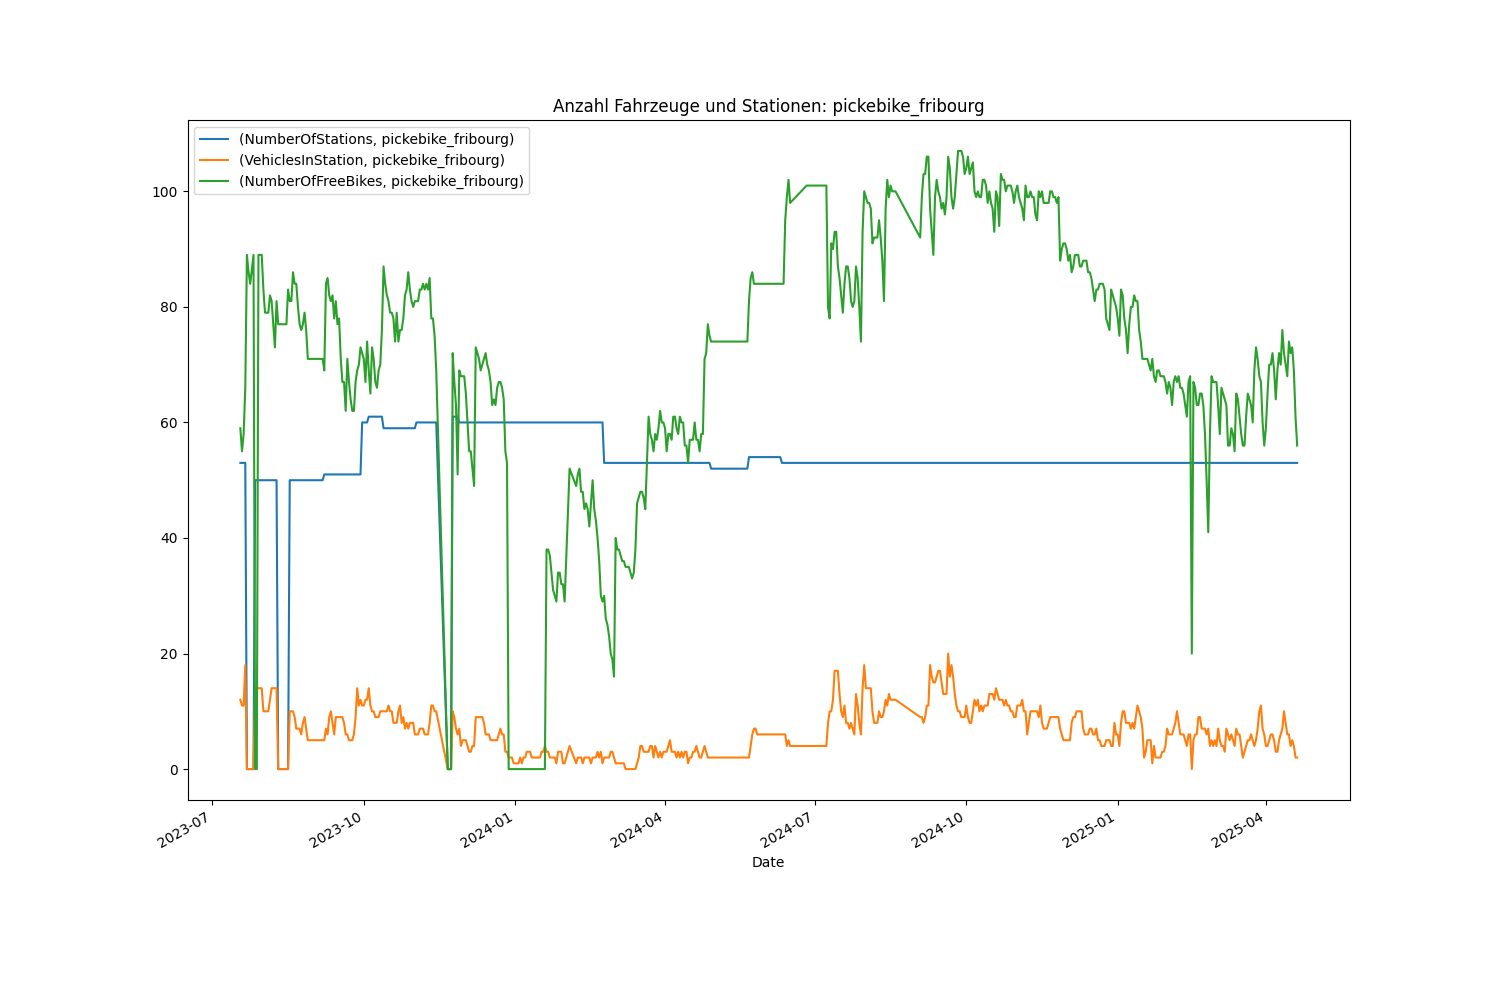 Anzahl Fahrzeuge und Stationen: pickebike_fribourg
(NumberOfStations, pickebike_fribourg)
(VehiclesInStation, pickebike_fribourg)
(NumberOfFreeBikes, pickebike_fribourg)
100
80
60
40
20
0
2023-07
2023-10
2024-01
2024-04
2024-07
2024-10
2025-01
2025-04
Date